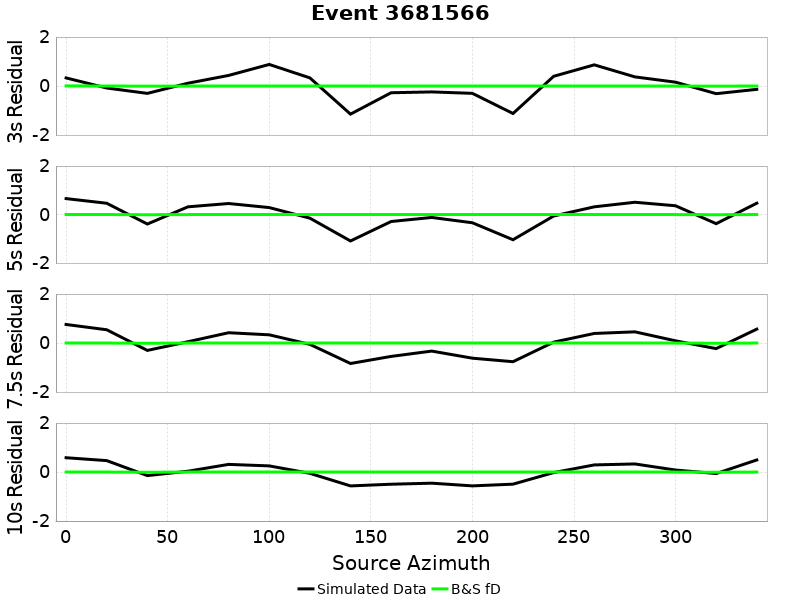 Event 3681566
3s Residual
2
0
-2
5s Residual
2
0
-2
7.5s Residual
2
0
-2
10s Residual
2
0
-2
0 50 100 150 200 250 300
Source Azimuth
Simulated Data B&S fD